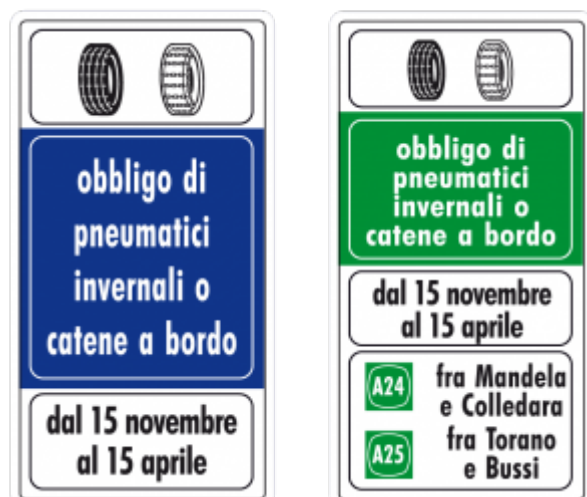 obbligo di
pneumatici
invernali o
catene a bordo
dal 15 novembre
al 15 aprile
obbligo di
pneumatici
invernali o
catene a bordo
dal 15 novembre
al 15 aprile
A24 fra Mandela
e Colledara
A25 fra Torano
e Bussi